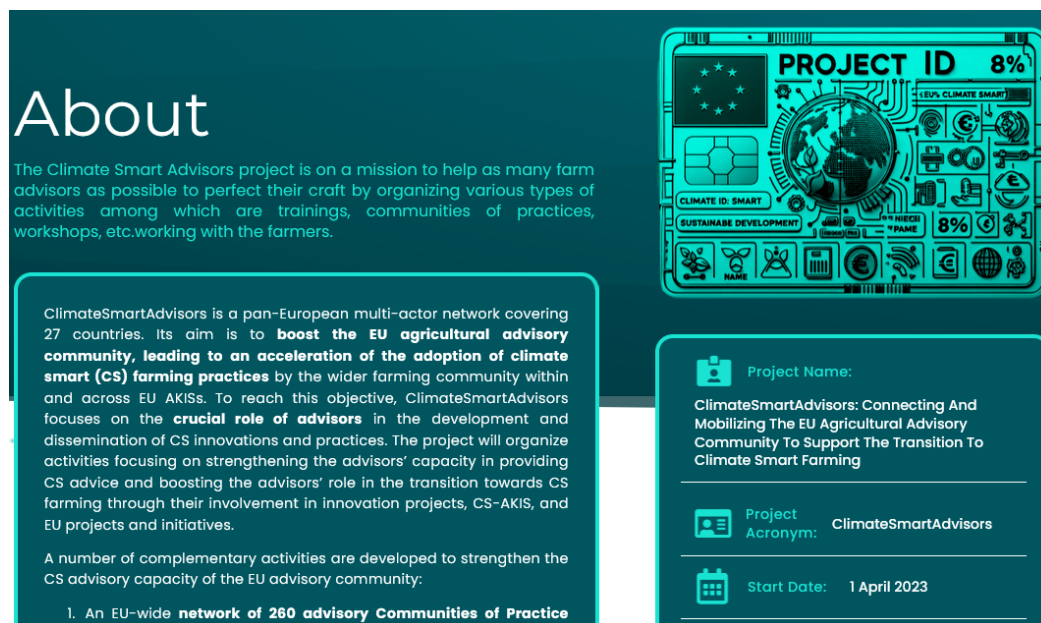 About
The Climate Smart Advisors project is on a mission to help as many farm
advisors as possible to perfect their craft by organizing various types of
activities among which are trainings, communities of practices,
workshops, etc.working with the farmers.
ClimateSmartAdvisors is a pan-European multi-actor network covering
27 countries. Its aim is to boost the EU agricultural advisory
community, leading to an acceleration of the adoption of climate
smart (CS) farming practices by the wider farming community within
and across EU AKISs. To reach this objective, ClimateSmartAdvisors
focuses on the crucial role of advisors in the development and
dissemination of CS innovations and practices. The project will organize
activities focusing on strengthening the advisors’ capacity in providing
CS advice and boosting the advisors’ role in the transition towards CS
farming through their involvement in innovation projects, CS-AKIS, and
EU projects and initiatives.
A number of complementary activities are developed to strengthen the
CS advisory capacity of the EU advisory community:
1. An EU-wide network of 260 advisory Communities of Practice
PROJECT ID 8%
CLIMATE SMART
CLIMATE ID: SMART
SUSTAINABE DEVELOPMENT
NIECEI
PAME
8%
NAME
Project Name:
ClimateSmartAdvisors: Connecting And
Mobilizing The EU Agricultural Advisory
Community To Support The Transition To
Climate Smart Farming
Project
Acronym: ClimateSmartAdvisors
Start Date: 1 April 2023